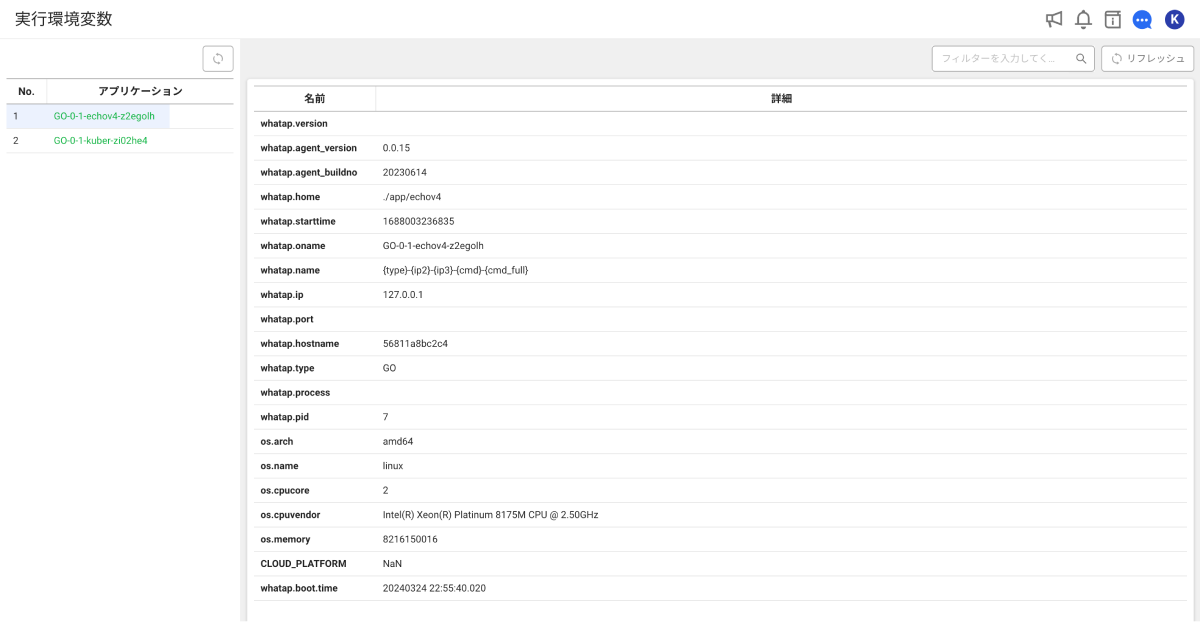 実行環境変数
K
フィルターを入力してく...
リフレッシュ
No. アプリケーション
1 GO-0-1-echov4-z2egolh
2 GO-0-1-kuber-zi02he4
名前 詳細
whatap.version
whatap.agent_version 0.0.15
whatap.agent_buildno 20230614
whatap.home ./app/echov4
whatap.starttime 1688003236835
whatap.oname GO-0-1-echov4-z2egolh
whatap.name {type}-{ip2}-{ip3}-{cmd}-{cmd_full}
whatap.ip 127.0.0.1
whatap.port
whatap.hostname 56811a8bc2c4
whatap.type GO
whatap.process
whatap.pid 7
os.arch amd64
os.name linux
os.cpucore 2
os.cpuvendor Intel(R) Xeon(R) Platinum 8175M CPU @ 2.50GHz
os.memory 8216150016
CLOUD_PLATFORM NaN
whatap.boot.time 20240324 22:55:40.020